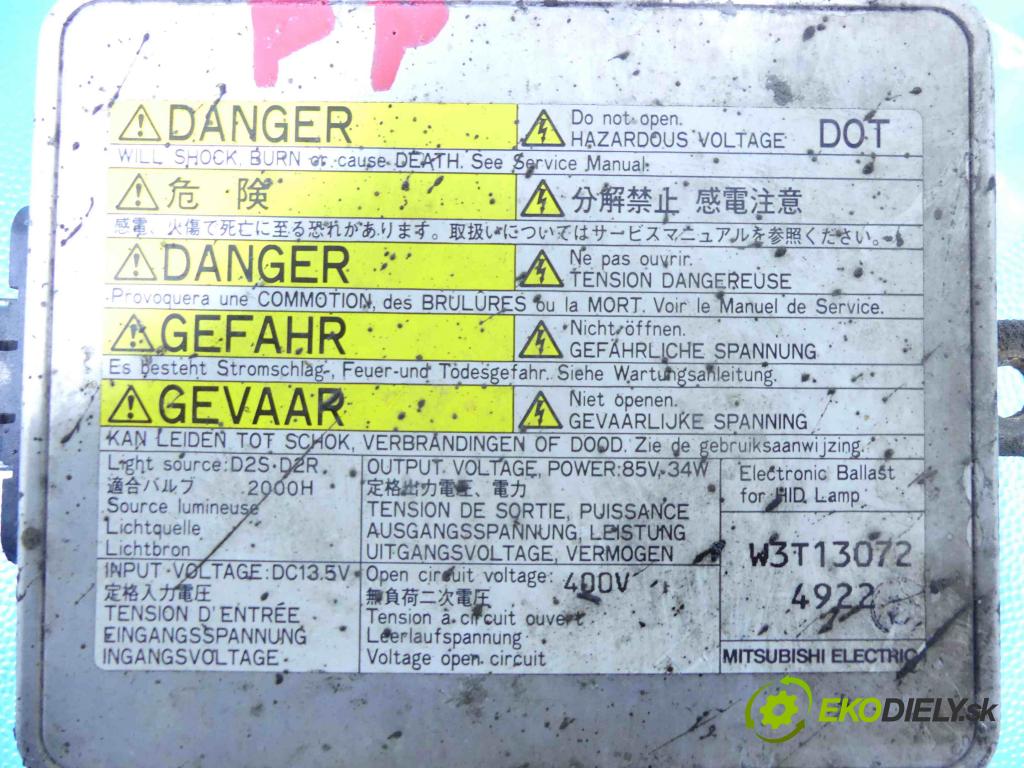 PP
DANGER
Do not open.
HAZARDOUS VOLTAGE
DOT
WILL SHOCK, BURN or cause DEATH. See Service Manual.
危 険
分解禁止 感電注意
感電、火傷で死亡に至る恐れがあります。取扱いについてはサービスマニュアルを参照ください。
DANGER
Ne pas ouvrir.
TENSION DANGEREUSE
Provoquera une COMMOTION, des BRULÛRES ou la MORT. Voir le Manuel de Service.
GEFAHR
Nicht öffnen.
GEFÄHRLICHE SPANNUNG
Es besteht Stromschlag-, Feuer-und Todesgefahr. Siehe Wartungsanleitung.
GEVAAR
Niet openen.
GEVAARLIJKE SPANNING
KAN LEIDEN TOT SCHOK, VERBRANDINGEN OF DOOD. Zie de gebruiksaanwijzing.
Light source:D2S·D2R
適合バルブ 2000H
Source lumineuse
Lichtquelle
Lichtbron
OUTPUT VOLTAGE, POWER:85V, 34W
定格出力電圧、電力
TENSION DE SORTIE, PUISSANCE
AUSGANGSSPANNUNG, LEISTUNG
UITGANGSVOLTAGE, VERMOGEN
Electronic Ballast
for HID Lamp
INPUT VOLTAGE:DC13.5V
定格入力電圧
TENSION D'ENTRÉE
EINGANGSSPANNUNG
INGANGSVOLTAGE
Open circuit voltage: 400V
無負荷二次電圧
Tension à circuit ouvert
Leerlaufspannung
Voltage open circuit
W3T13072
4922
MITSUBISHI ELECTRIC
EKODIELY.sk